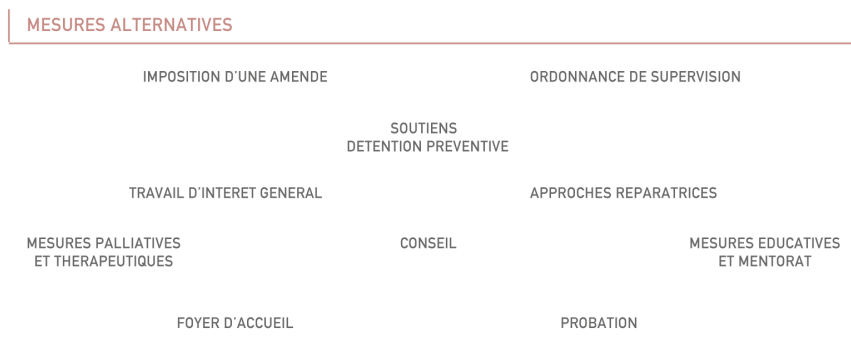 MESURES ALTERNATIVES
IMPOSITION D'UNE AMENDE
ORDONNANCE DE SUPERVISION
SOUTIENS
DETENTION PREVENTIVE
TRAVAIL D'INTERET GENERAL
APPROCHES REPARATRICES
MESURES PALLIATIVES
ET THERAPEUTIQUES
CONSEIL
MESURES EDUCATIVES
ET MENTORAT
FOYER D'ACCUEIL
PROBATION